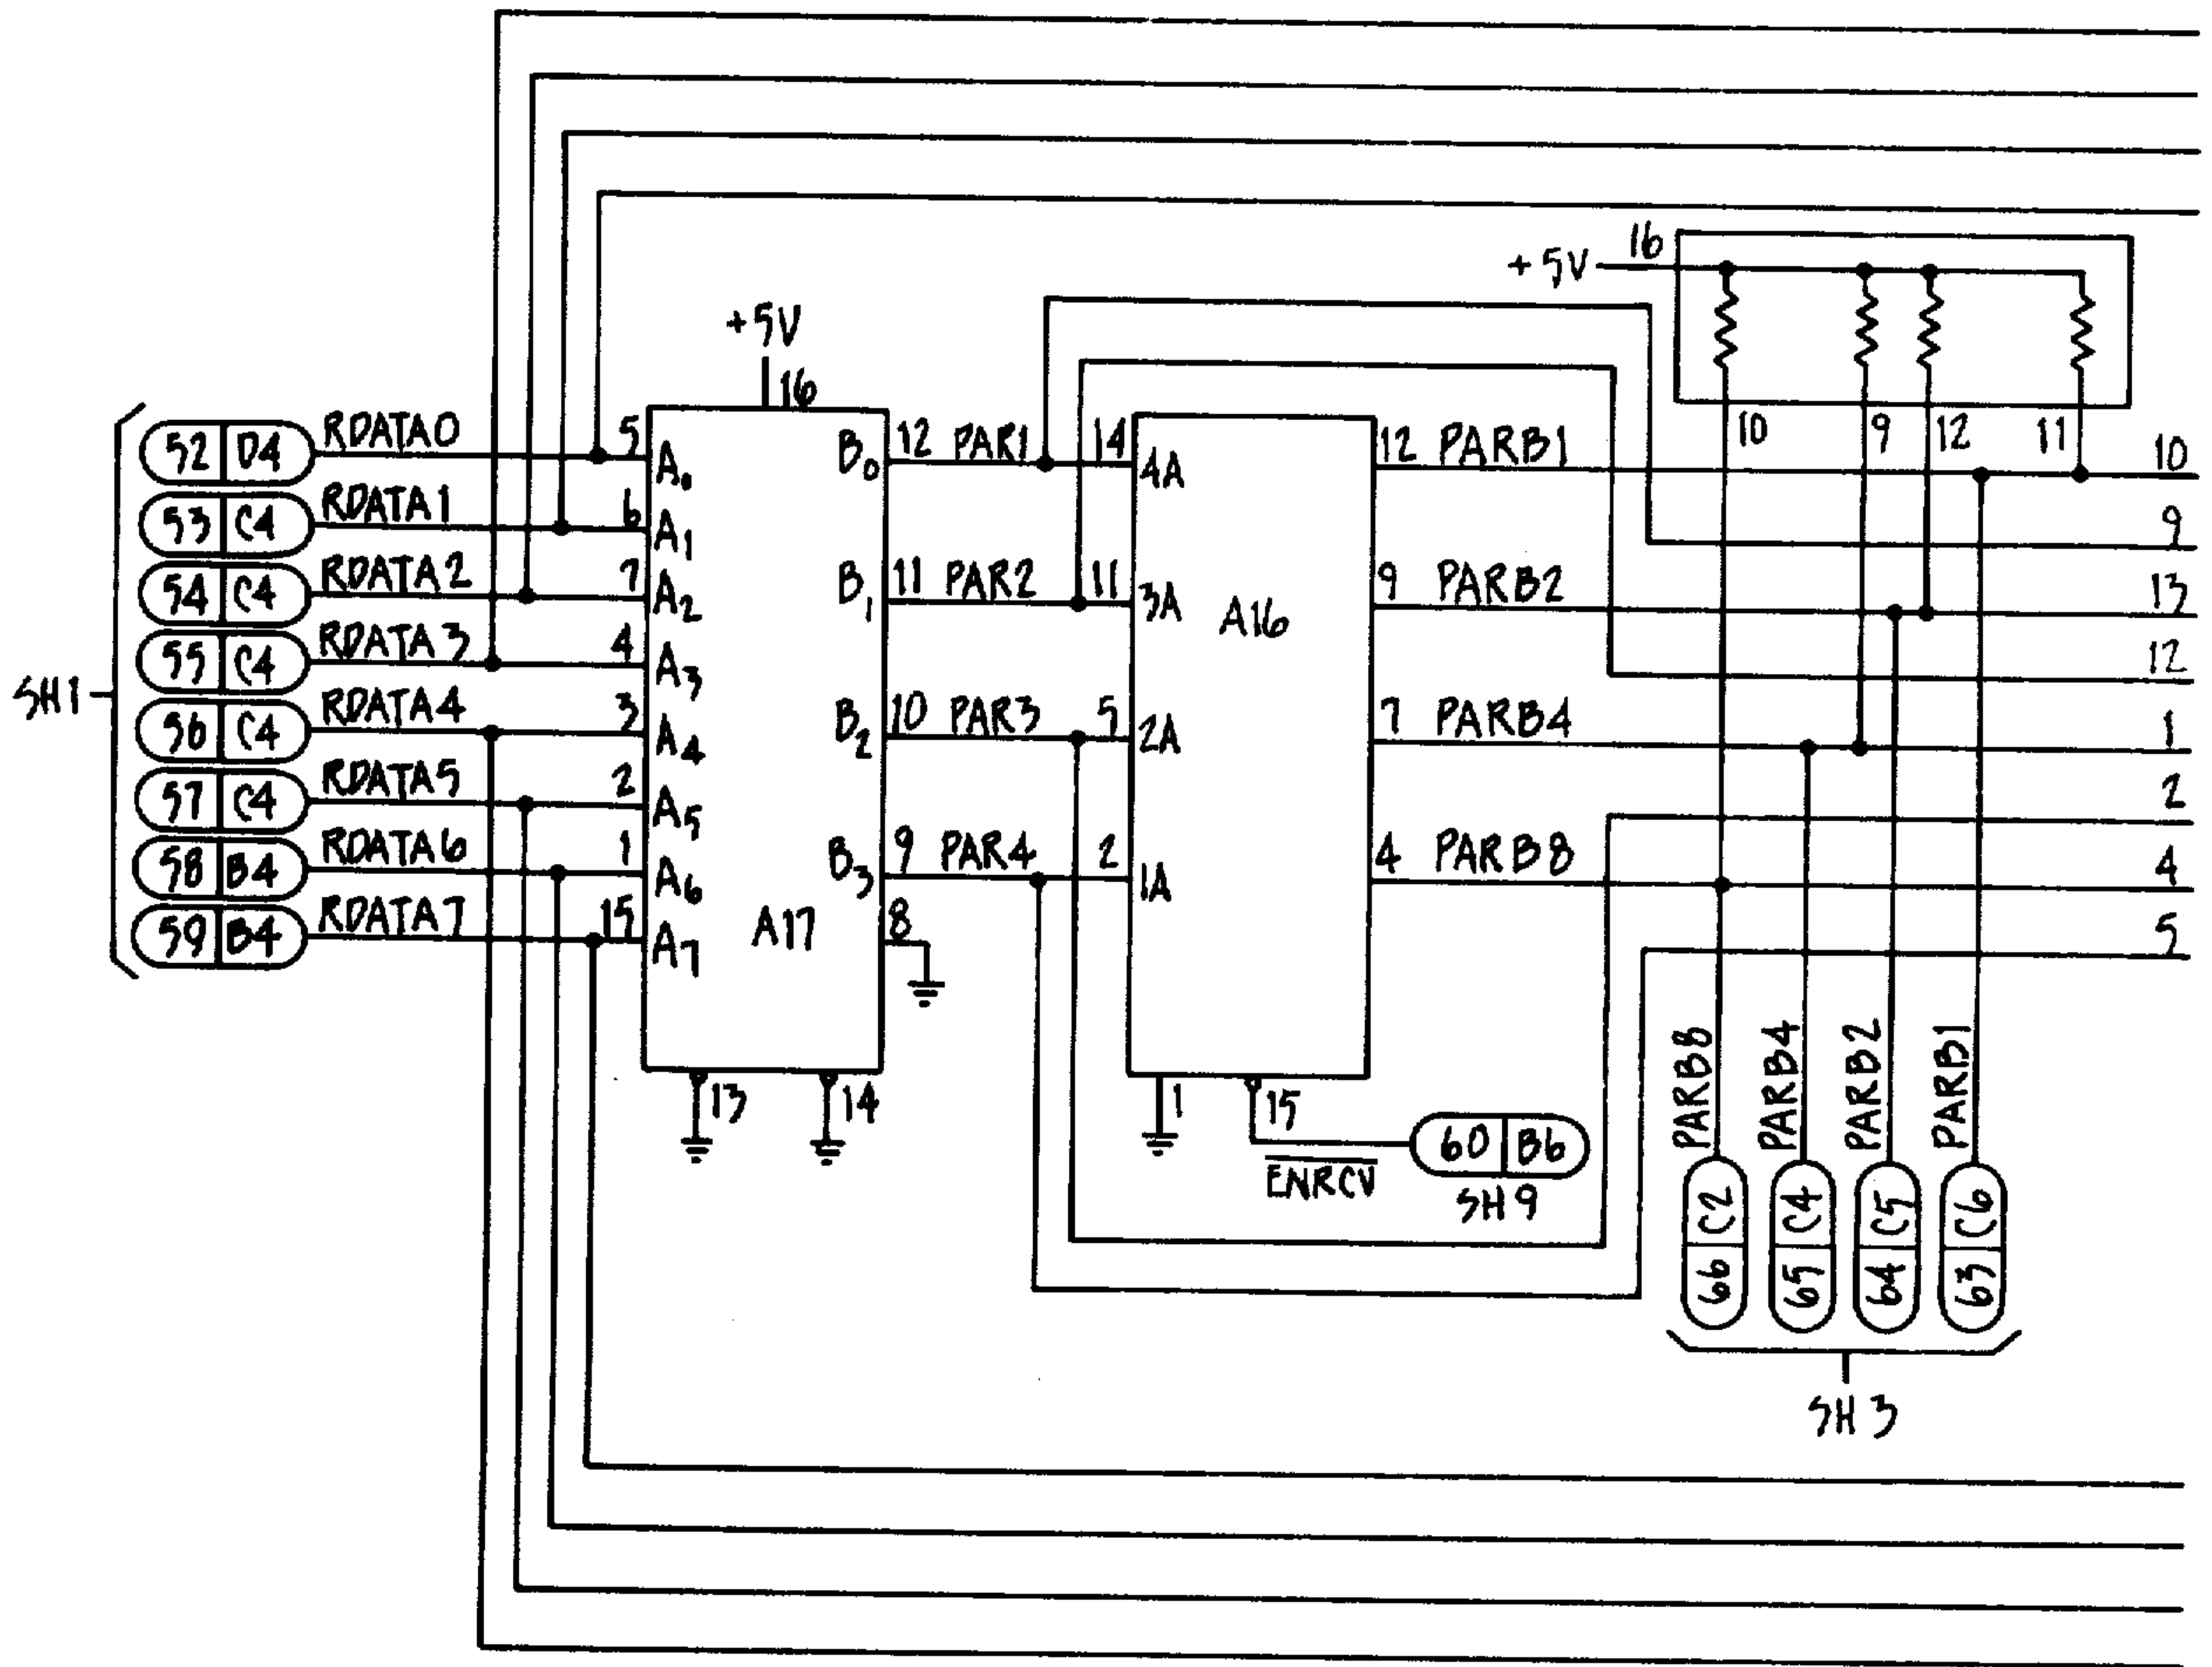 +5V 16
+5V
16
10 9 12 11
52 D4 RDATA0 5 A0 B0 12 PAR1 14 4A 12 PARB1 10
53 C4 RDATA1 6 A1 9
54 C4 RDATA2 7 A2 B1 11 PAR2 11 3A A16 9 PARB2 13
55 C4 RDATA3 4 A3 12
SH1
56 C4 RDATA4 3 A4 B2 10 PAR3 5 2A 7 PARB4 1
57 C4 RDATA5 2 A5 2
58 B4 RDATA6 1 A6 B3 9 PAR4 2 1A 4 PARB8 4
59 B4 RDATA7 15 A7 A17 8 5
13 14 1 15
60 B6
ENRCV
SH9
PARB8 PARB4 PARB2 PARB1
66 C2 65 C4 64 C5 63 C6
SH3